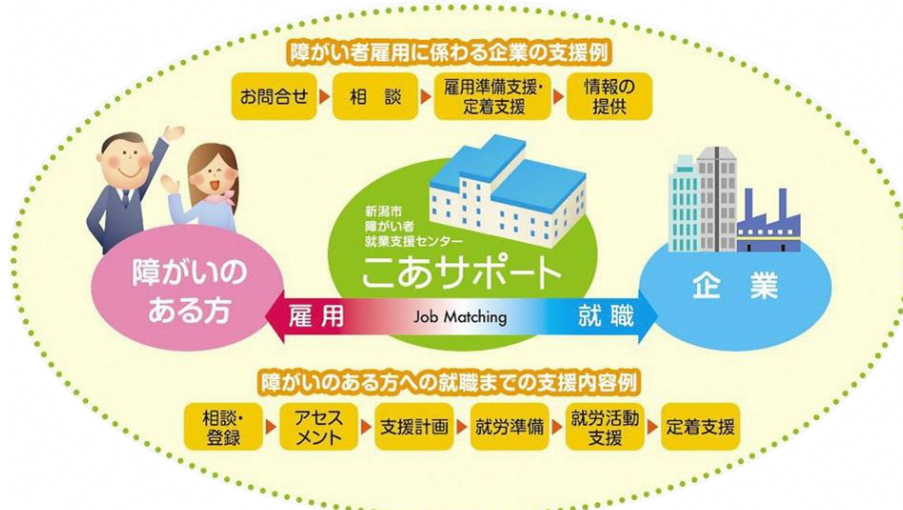 障がい者雇用に係わる企業の支援例
お問合せ
相 談
雇用準備支援・
定着支援
情報の
提供
新潟市
障がい者
就業支援センター
こあサポート
障がいの
ある方
企 業
雇 用
Job Matching
就 職
障がいのある方への就職までの支援内容例
相談・
登録
アセス
メント
支援計画
就労準備
就労活動
支援
定着支援